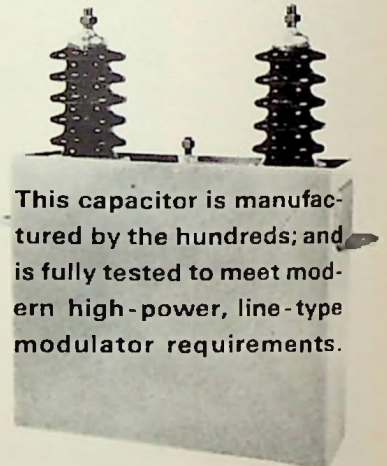 This capacitor is manufac-
tured by the hundreds; and
is fully tested to meet mod-
ern high-power, line-type
modulator requirements.